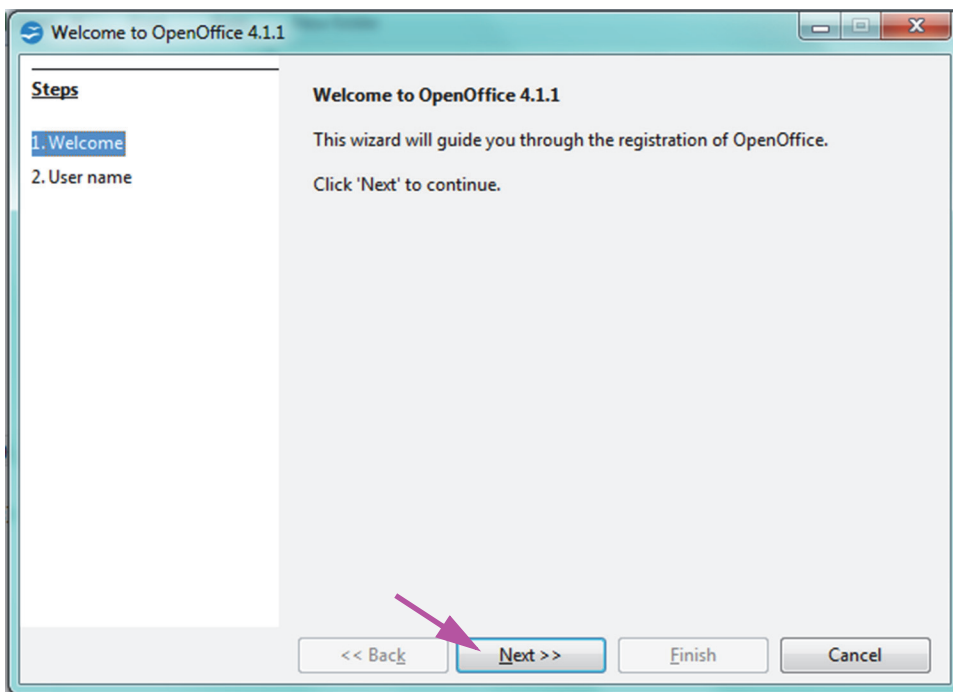 Welcome to OpenOffice 4.1.1
Steps
1. Welcome
2. User name
Welcome to OpenOffice 4.1.1
This wizard will guide you through the registration of OpenOffice.
Click 'Next' to continue.
<< Back
Next >>
Finish
Cancel